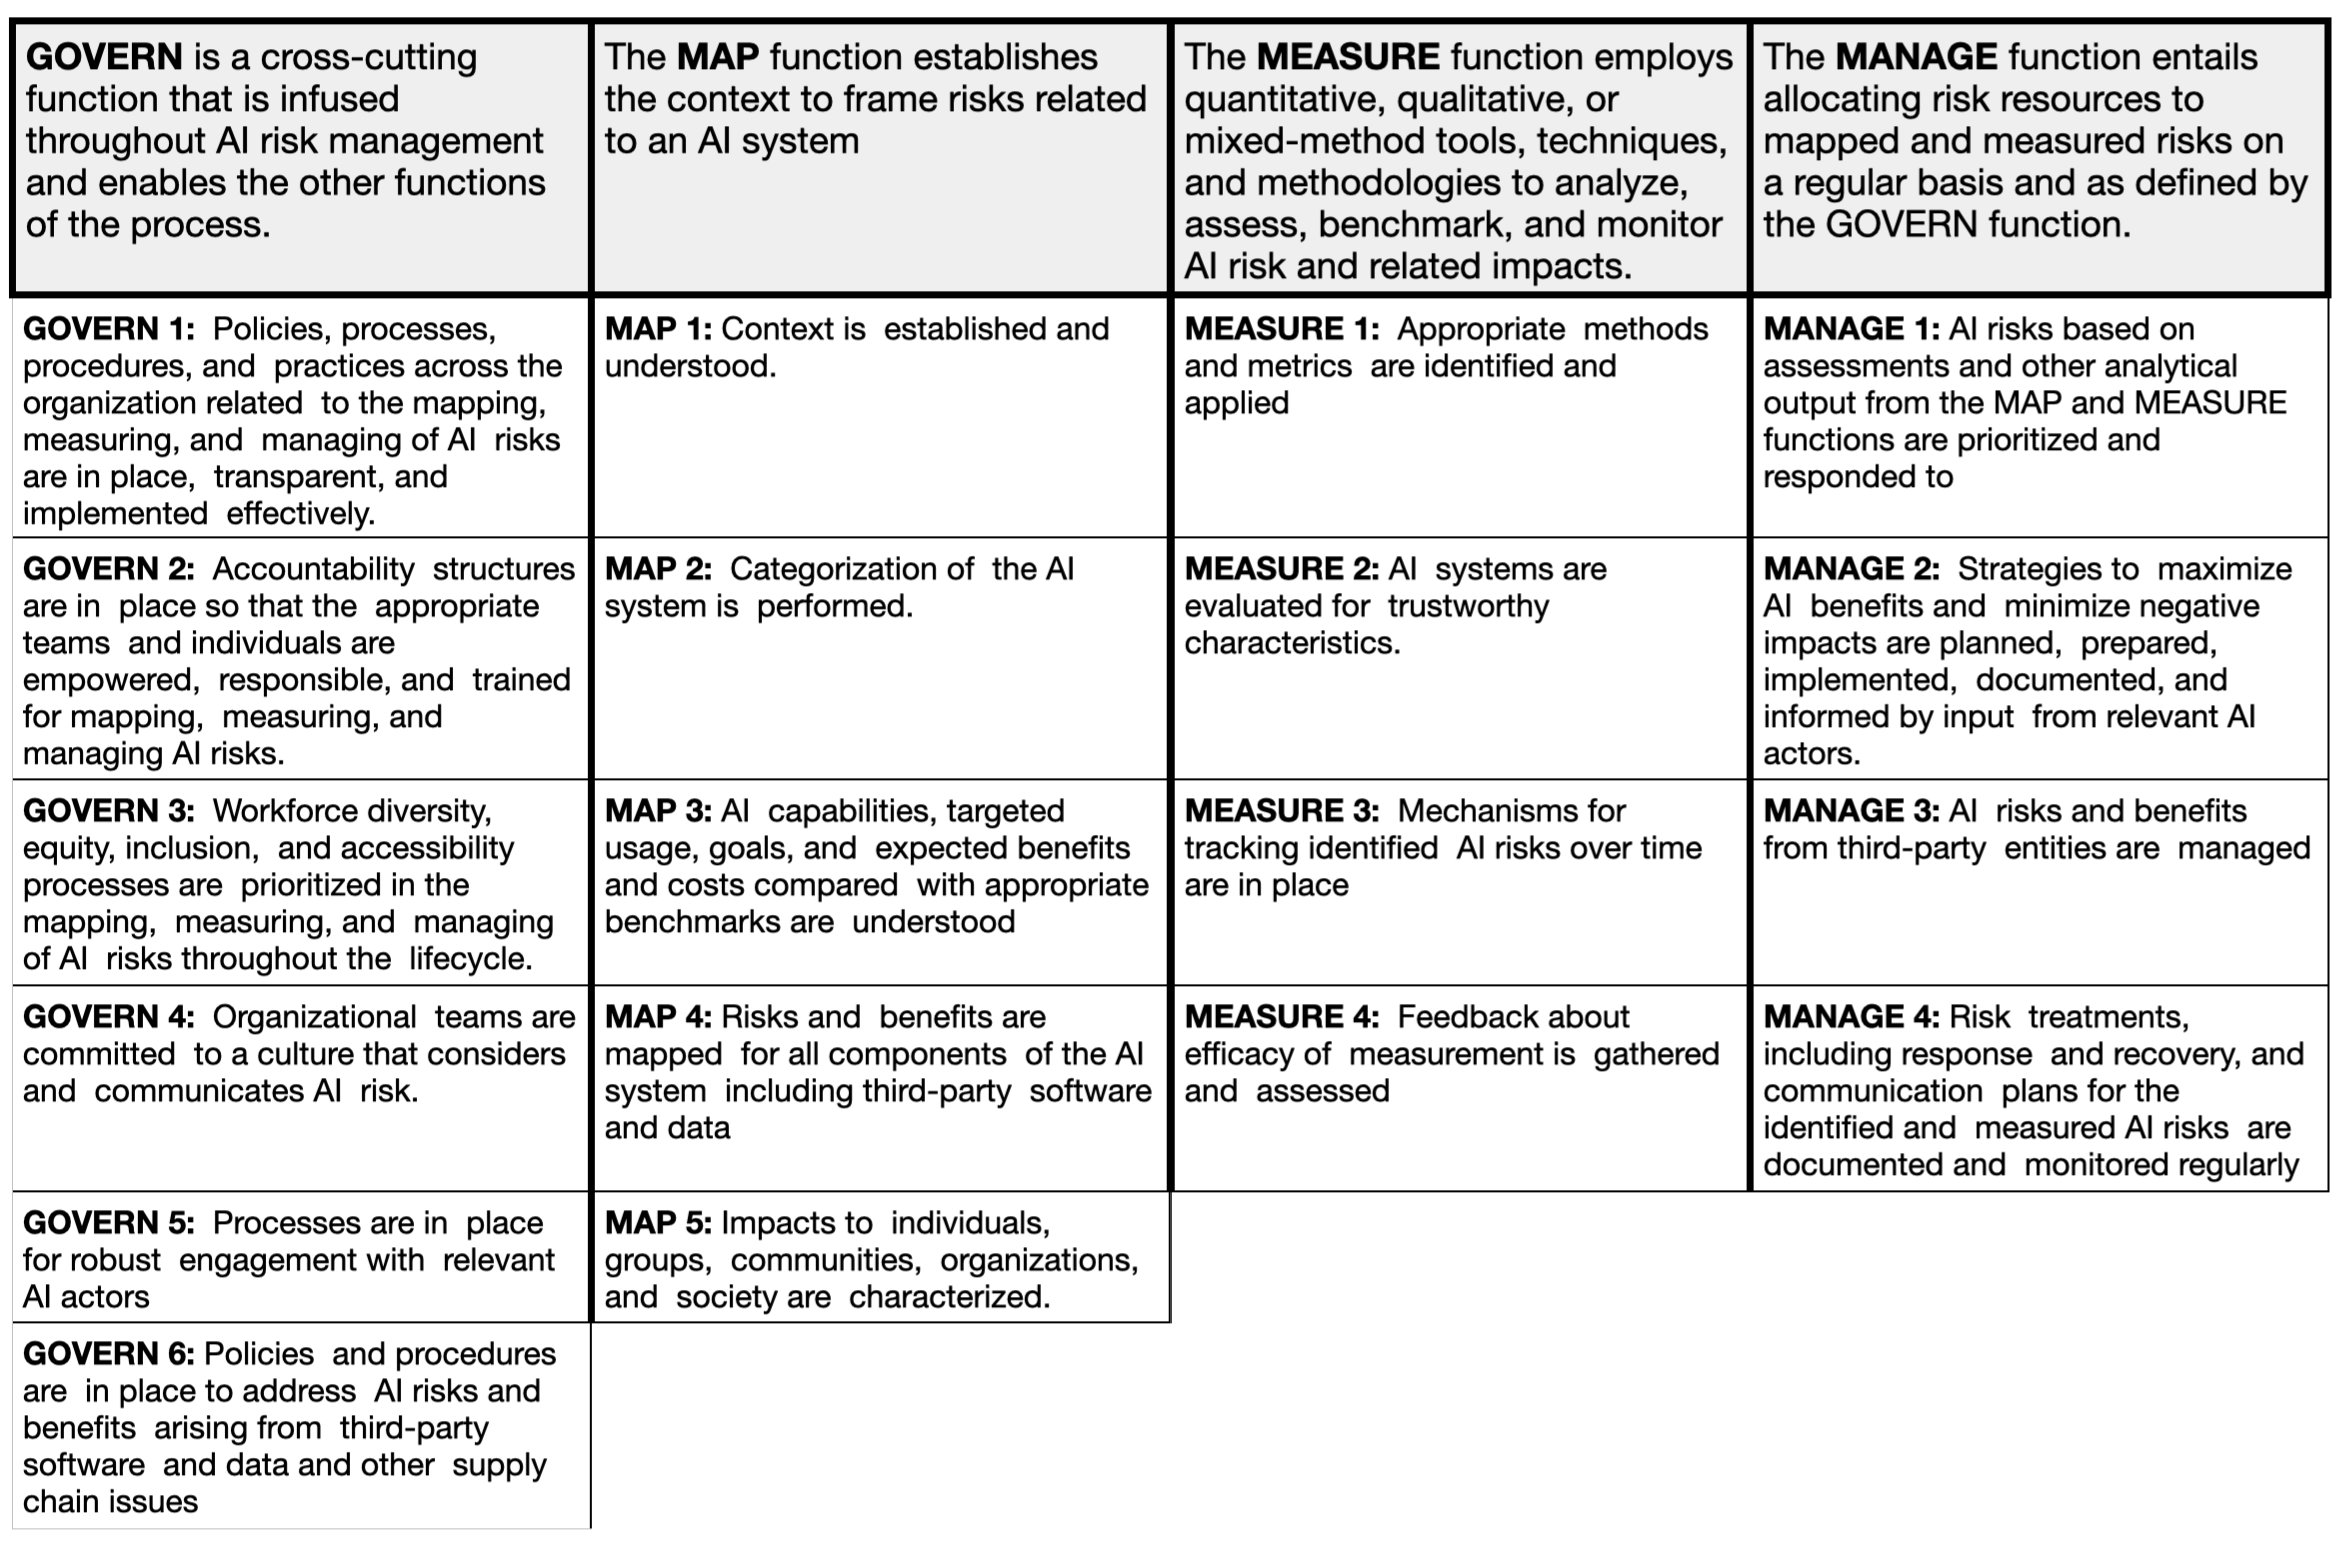 GOVERN is a cross-cutting
function that is infused
throughout AI risk management
and enables the other functions
of the process.
The MAP function establishes
the context to frame risks related
to an AI system
The MEASURE function employs
quantitative, qualitative, or
mixed-method tools, techniques,
and methodologies to analyze,
assess, benchmark, and monitor
AI risk and related impacts.
The MANAGE function entails
allocating risk resources to
mapped and measured risks on
a regular basis and as defined by
the GOVERN function.
GOVERN 1: Policies, processes,
procedures, and practices across the
organization related to the mapping,
measuring, and managing of AI risks
are in place, transparent, and
implemented effectively.
MAP 1: Context is established and
understood.
MEASURE 1: Appropriate methods
and metrics are identified and
applied
MANAGE 1: AI risks based on
assessments and other analytical
output from the MAP and MEASURE
functions are prioritized and
responded to
GOVERN 2: Accountability structures
are in place so that the appropriate
teams and individuals are
empowered, responsible, and trained
for mapping, measuring, and
managing AI risks.
MAP 2: Categorization of the AI
system is performed.
MEASURE 2: AI systems are
evaluated for trustworthy
characteristics.
MANAGE 2: Strategies to maximize
AI benefits and minimize negative
impacts are planned, prepared,
implemented, documented, and
informed by input from relevant AI
actors.
GOVERN 3: Workforce diversity,
equity, inclusion, and accessibility
processes are prioritized in the
mapping, measuring, and managing
of AI risks throughout the lifecycle.
MAP 3: AI capabilities, targeted
usage, goals, and expected benefits
and costs compared with appropriate
benchmarks are understood
MEASURE 3: Mechanisms for
tracking identified AI risks over time
are in place
MANAGE 3: AI risks and benefits
from third-party entities are managed
GOVERN 4: Organizational teams are
committed to a culture that considers
and communicates AI risk.
MAP 4: Risks and benefits are
mapped for all components of the AI
system including third-party software
and data
MEASURE 4: Feedback about
efficacy of measurement is gathered
and assessed
MANAGE 4: Risk treatments,
including response and recovery, and
communication plans for the
identified and measured AI risks are
documented and monitored regularly
GOVERN 5: Processes are in place
for robust engagement with relevant
AI actors
MAP 5: Impacts to individuals,
groups, communities, organizations,
and society are characterized.
GOVERN 6: Policies and procedures
are in place to address AI risks and
benefits arising from third-party
software and data and other supply
chain issues